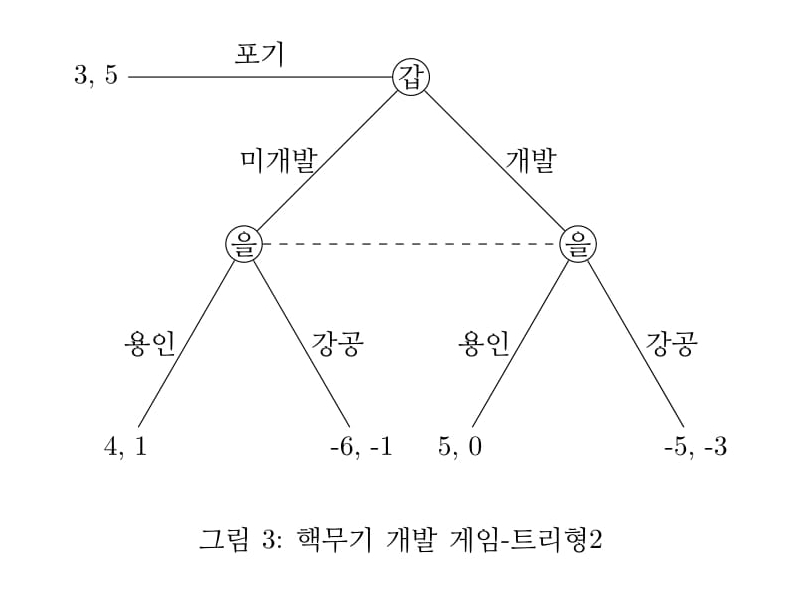 포기
3, 5
갑
미개발
개발
을
을
용인
강공
용인
강공
4, 1
-6, -1
5, 0
-5, -3
그림 3: 핵무기 개발 게임-트리형2